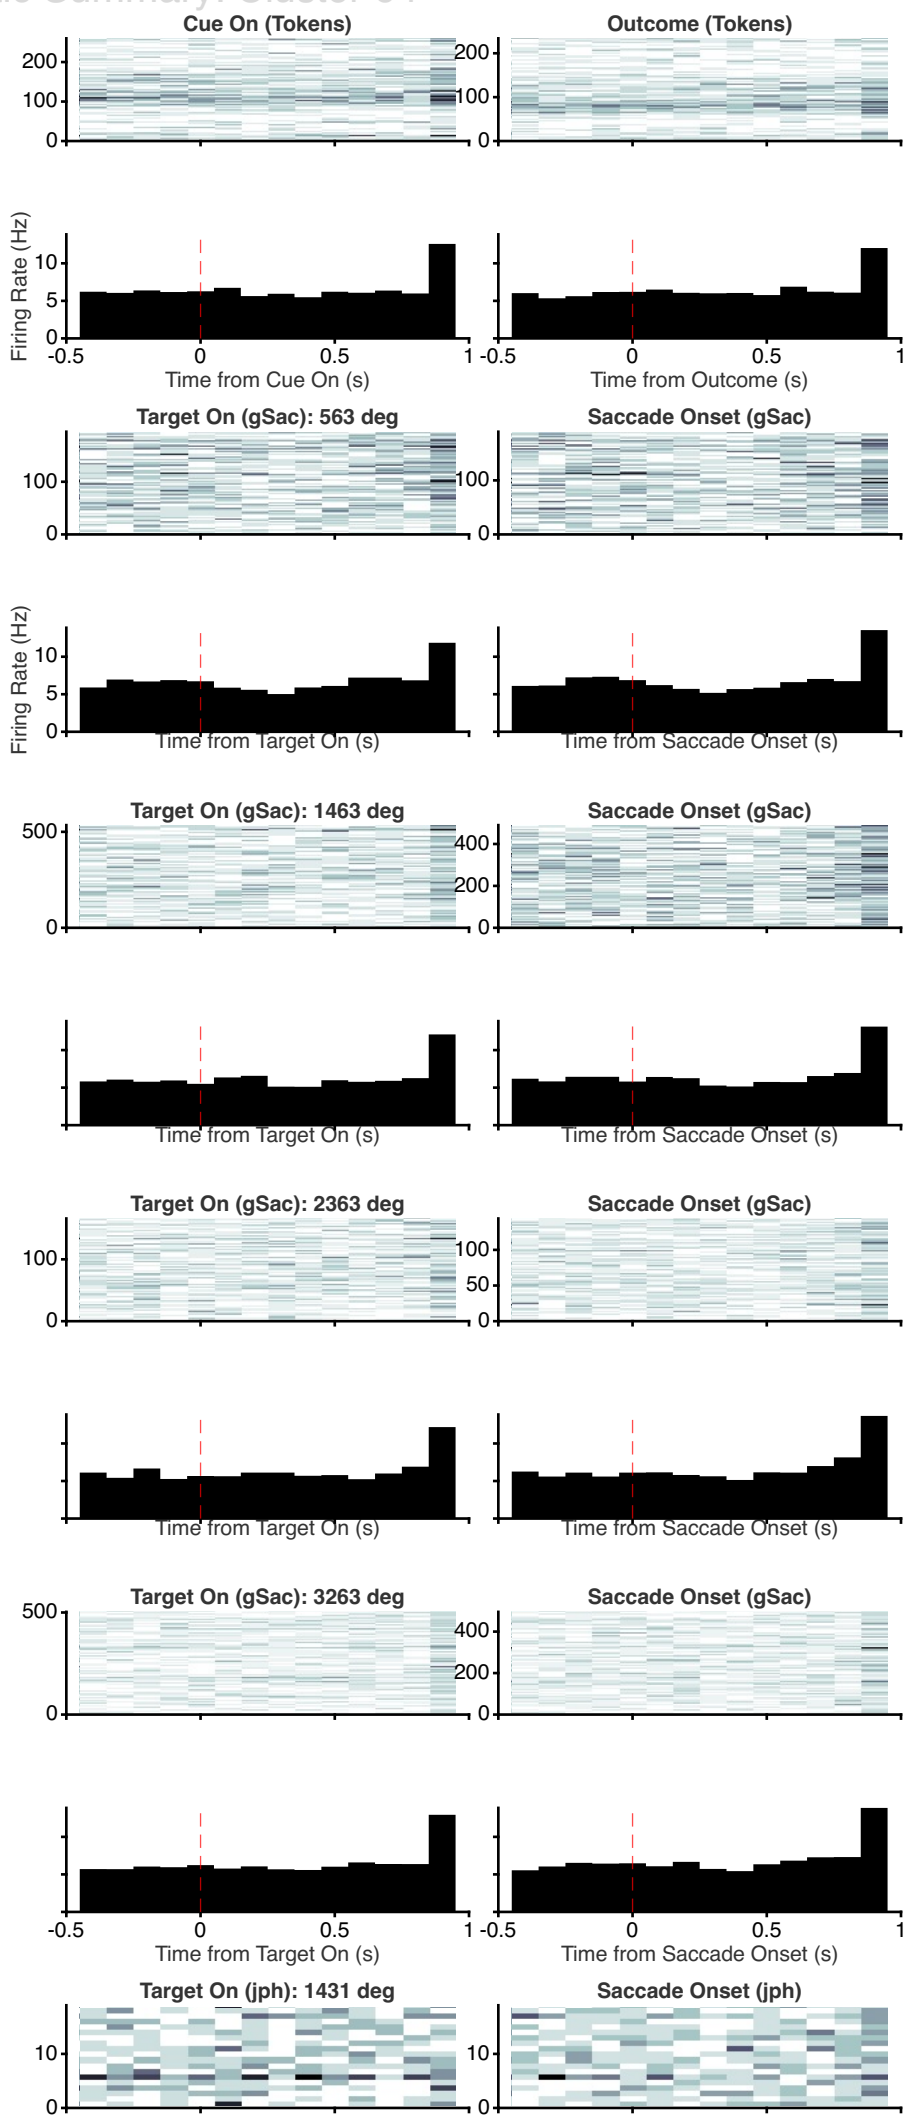 Summary: Cluster
Cue On (Tokens) Outcome (Tokens)
200 200
100 100
0 0
Firing Rate (Hz)
10
5
0
-0.5 0 0.5 1 -0.5 0 0.5 1
Time from Cue On (s) Time from Outcome (s)
Target On (gSac): 563 deg Saccade Onset (gSac)
100 100
0 0
Firing Rate (Hz)
10
5
0
Time from Target On (s) Time from Saccade Onset (s)
Target On (gSac): 1463 deg Saccade Onset (gSac)
500 400
200
0 0
Time from Target On (s) Time from Saccade Onset (s)
Target On (gSac): 2363 deg Saccade Onset (gSac)
100 100
50
0 0
Time from Target On (s) Time from Saccade Onset (s)
Target On (gSac): 3263 deg Saccade Onset (gSac)
500 400
200
0 0
-0.5 0 0.5 1 -0.5 0 0.5 1
Time from Target On (s) Time from Saccade Onset (s)
Target On (jph): 1431 deg Saccade Onset (jph)
10 10
0 0